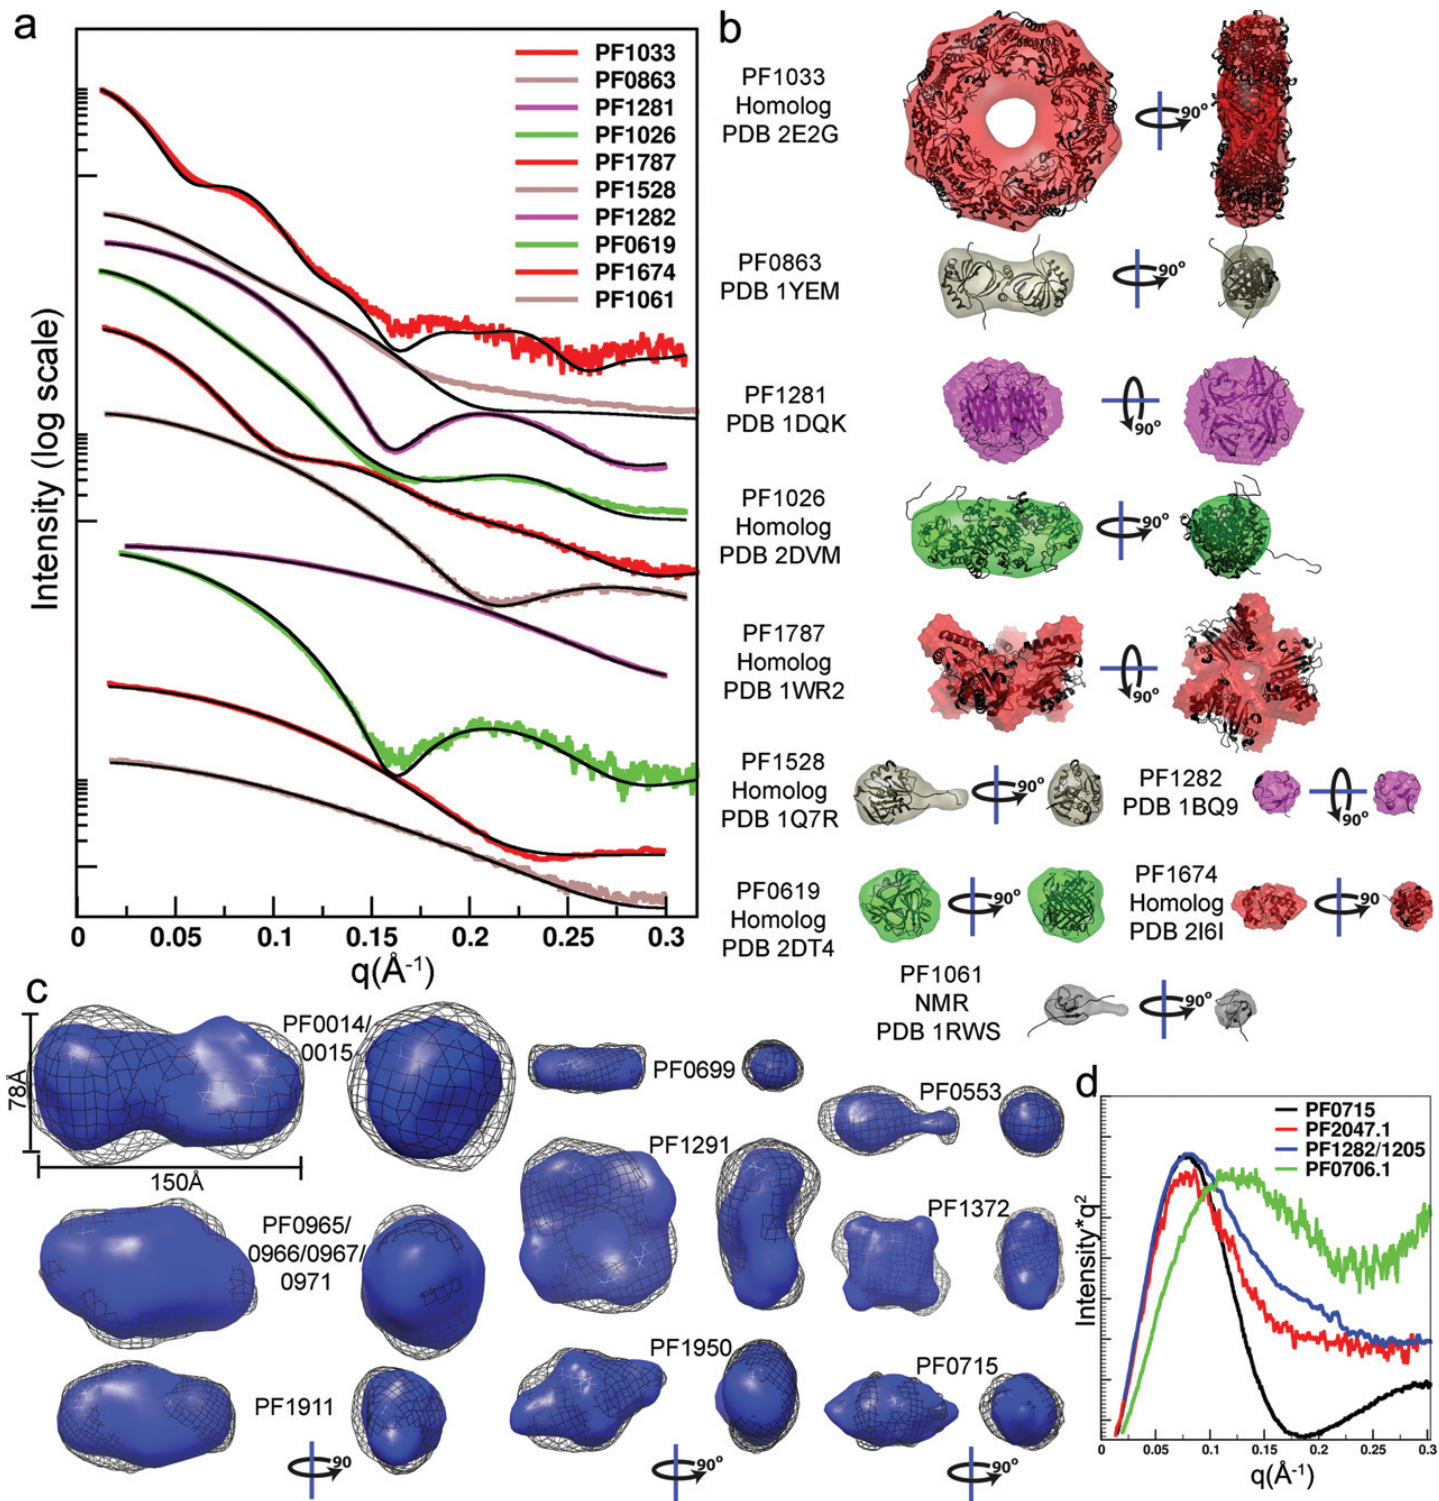 a
PF1033
PF0863
PF1281
PF1026
PF1787
PF1528
PF1282
PF0619
PF1674
PF1061
Intensity (log scale)
0 0.05 0.1 0.15 0.2 0.25 0.3
q(Å-1)
b
PF1033
Homolog
PDB 2E2G
90°
PF0863
PDB 1YEM
90°
PF1281
PDB 1DQK
90°
PF1026
Homolog
PDB 2DVM
90°
PF1787
Homolog
PDB 1WR2
90°
PF1528
Homolog
PDB 1Q7R
90°
PF1282
PDB 1BQ9
90°
PF0619
Homolog
PDB 2DT4
90°
PF1674
Homolog
PDB 2I6I
90
PF1061
NMR
PDB 1RWS
90°
c
78Å
150Å
PF0014/
0015
PF0965/
0966/0967/
0971
PF1911
90
PF0699
PF1291
PF1950
90°
PF0553
PF1372
PF0715
90°
d
PF0715
PF2047.1
PF1282/1205
PF0706.1
Intensity*q2
0 0.05 0.1 0.15 0.2 0.25 0.3
q(Å-1)